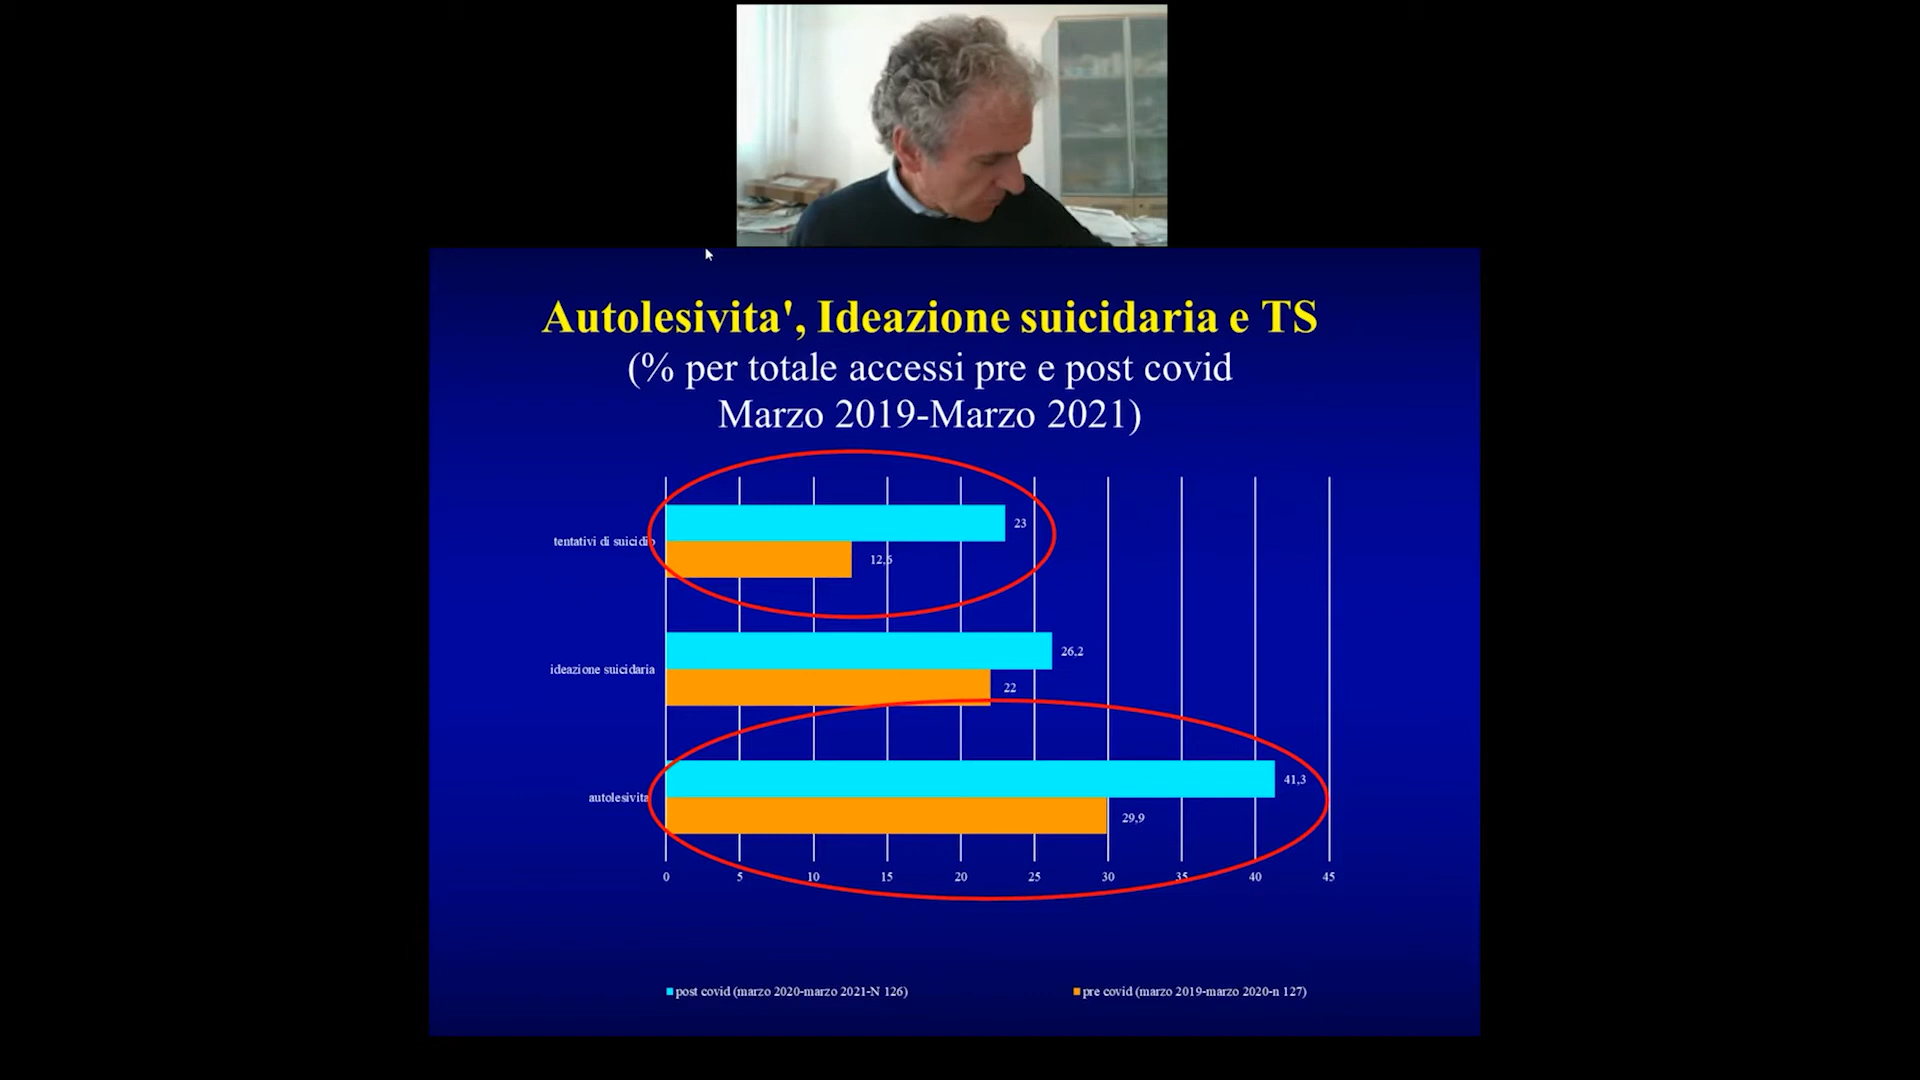 Autolesivita', Ideazione suicidaria e TS
(% per totale accessi pre e post covid
Marzo 2019-Marzo 2021)
tentativi di suicidio
23
12,6
ideazione suicidaria
26,2
22
autolesivita'
41,3
29,9
0 5 10 15 20 25 30 35 40 45
post covid (marzo 2020-marzo 2021-N 126)
pre covid (marzo 2019-marzo 2020-n 127)